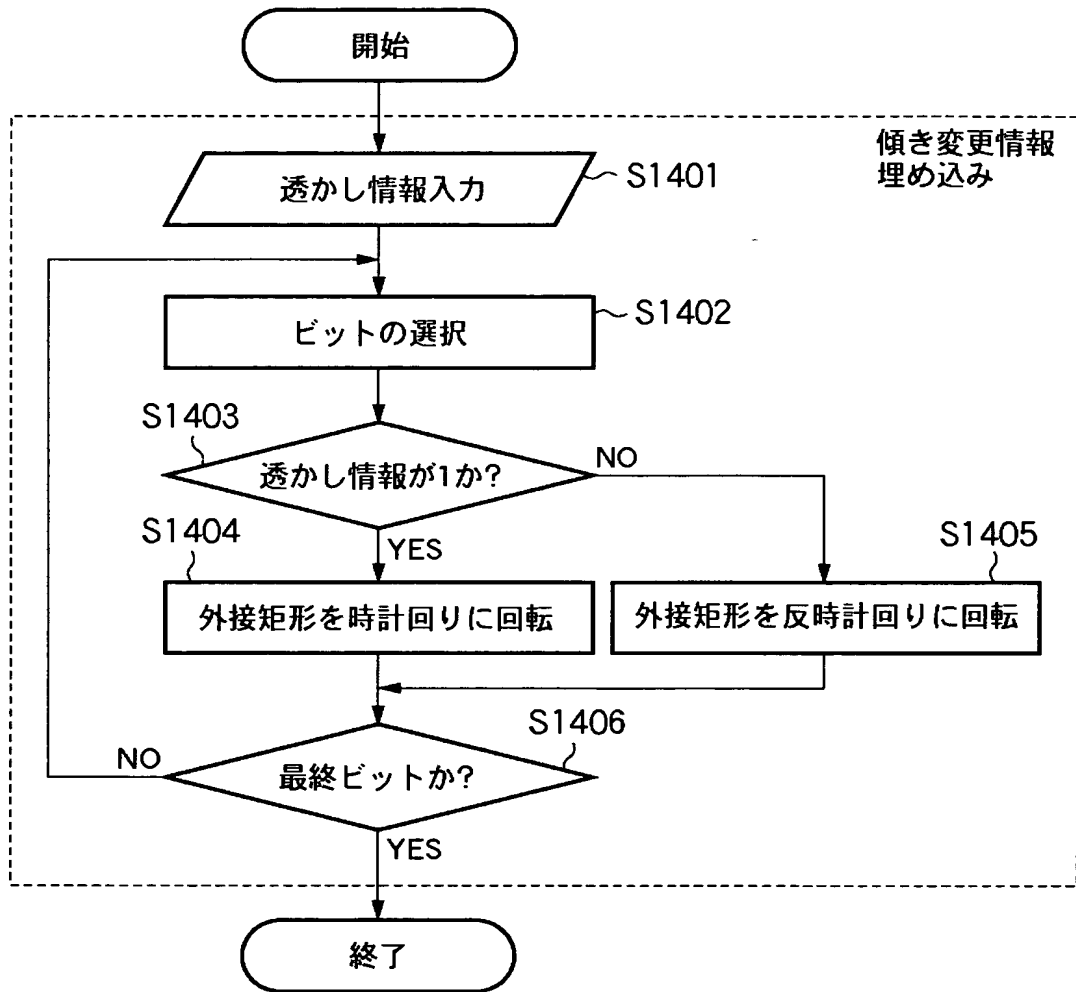 開始
傾き変更情報
埋め込み
透かし情報入力
S1401
ビットの選択
S1402
S1403
透かし情報が1か?
NO
S1404
YES
S1405
外接矩形を時計回りに回転
外接矩形を反時計回りに回転
S1406
NO
最終ビットか?
YES
終了